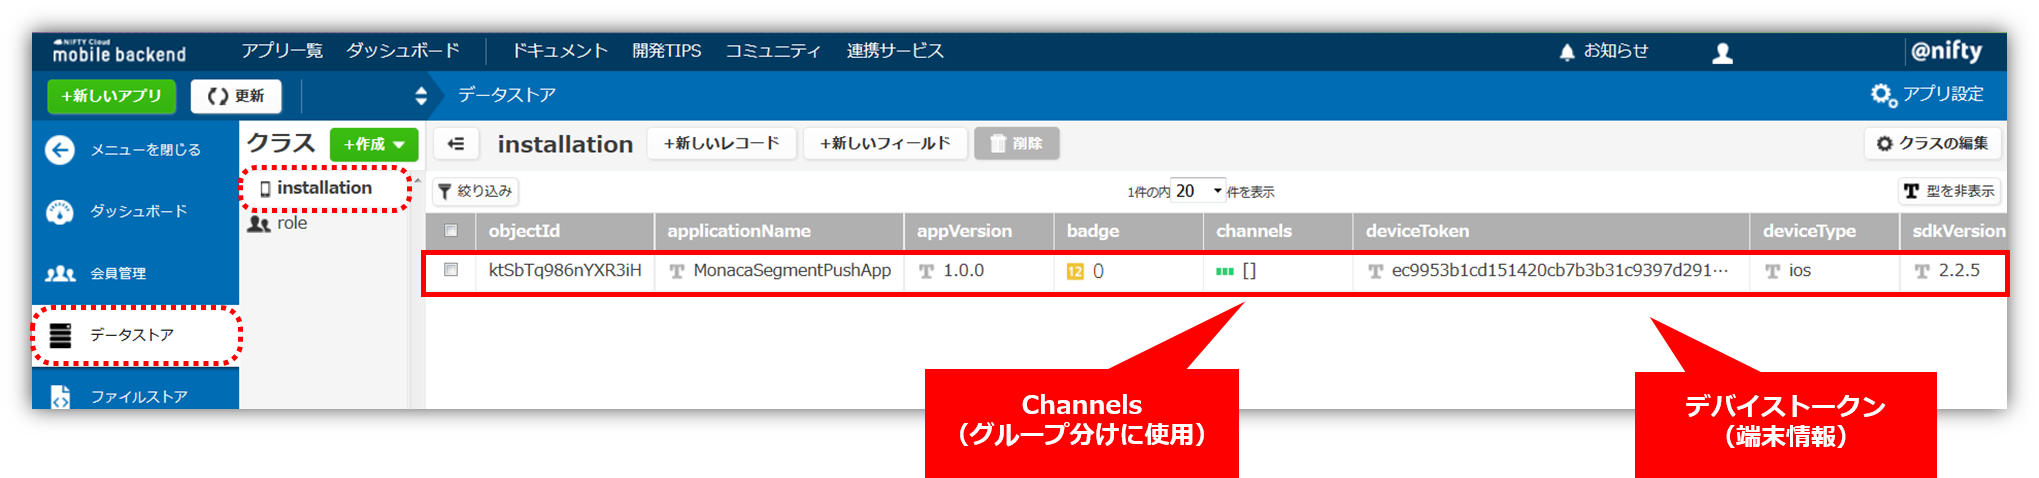 NIFTY Cloud
mobile backend
アプリ一覧 ダッシュボード ドキュメント 開発TIPS コミュニティ 連携サービス お知らせ @nifty
+新しいアプリ 更新 データストア アプリ設定
メニューを閉じる
ダッシュボード
会員管理
データストア
ファイルストア
クラス +作成
installation
role
installation +新しいレコード +新しいフィールド 削除 クラスの編集
絞り込み 1件の内 20 件を表示 T 型を非表示
objectId applicationName appVersion badge channels deviceToken deviceType sdkVersion
ktSbTq986nYXR3iH T MonacaSegmentPushApp T 1.0.0 12 0 [] T ec9953b1cd151420cb7b3b31c9397d291… T ios T 2.2.5
Channels
（グループ分けに使用）
デバイストークン
（端末情報）